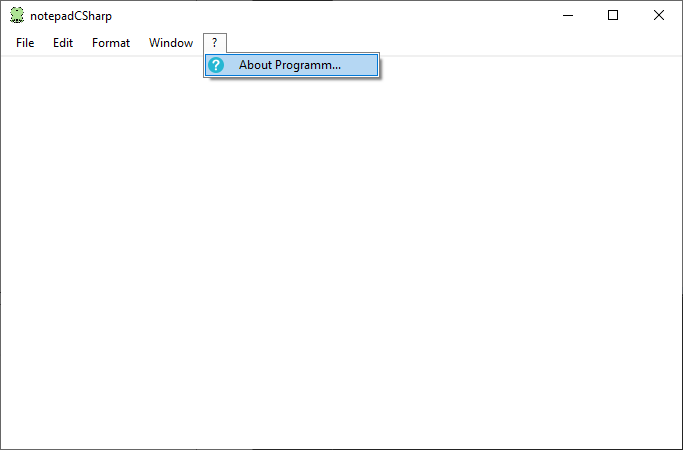 notepadCSharp
File Edit Format Window ?
About Programm...